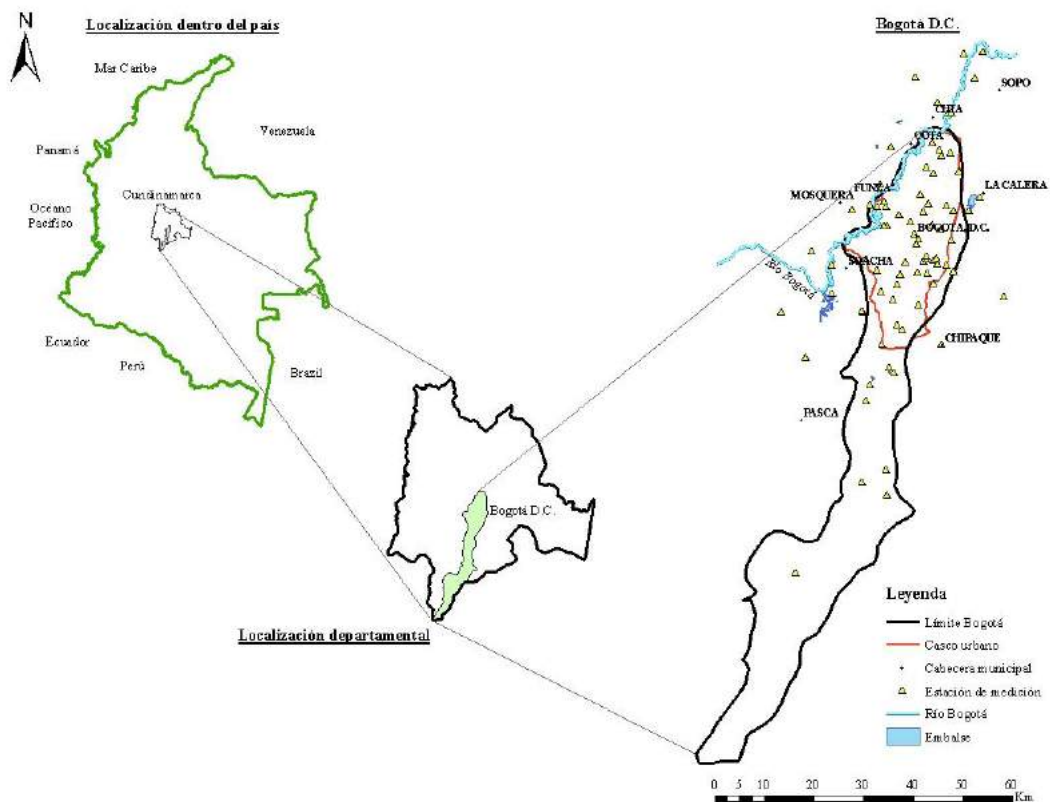 N
Localización dentro del país
Mar Caribe
Venezuela
Panamá
Cundinamarca
Océano
Pacífico
Ecuador
Perú
Brazil
Bogotá D.C.
Localización departamental
Bogotá D.C.
SOPO
CHIA
COTA
LA CALERA
FUNZA
MOSQUERA
BOGOTA, D.C.
SOACHA
Río Bogotá
CHIPAQUE
PASCA
Leyenda
Límite Bogotá
Casco urbano
Cabecera municipal
Estación de medición
Río Bogotá
Embalse
0 5 10 20 30 40 50 60
Km